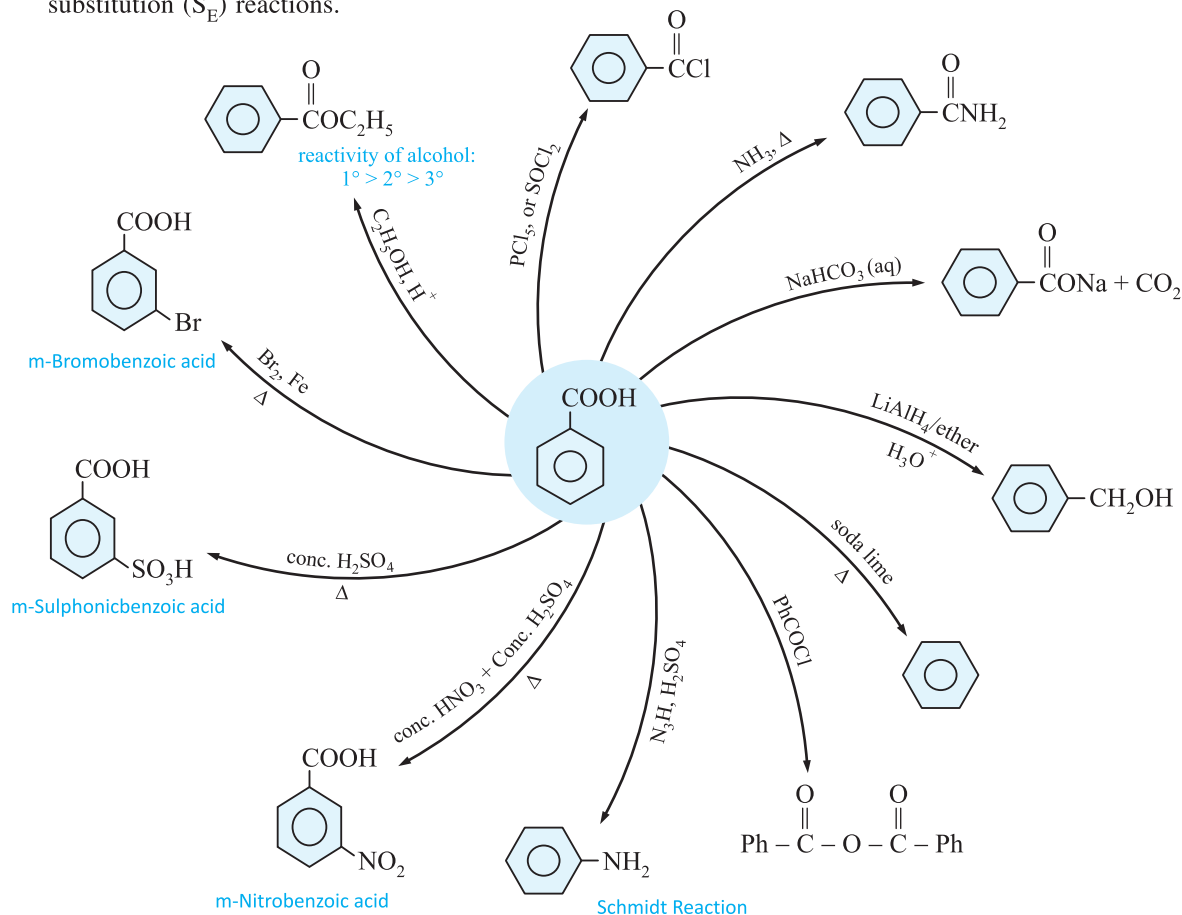 substitution (S_E) reactions.
O
CCl
O
COC₂H₅
reactivity of alcohol:
1° > 2° > 3°
O
CNH₂
PCl₅, or SOCl₂
NH₃, Δ
C₂H₅OH, H⁺
COOH
Br
m-Bromobenzoic acid
O
NaHCO₃ (aq)
CONa + CO₂
Br₂, Fe
Δ
COOH
LiAlH₄/ether
H₃O⁺
CH₂OH
COOH
SO₃H
m-Sulphonicbenzoic acid
conc. H₂SO₄
Δ
soda lime
Δ
conc. HNO₃ + Conc. H₂SO₄
Δ
N₃H, H₂SO₄
PhCOCl
COOH
NO₂
m-Nitrobenzoic acid
NH₂
Schmidt Reaction
O O
Ph – C – O – C – Ph